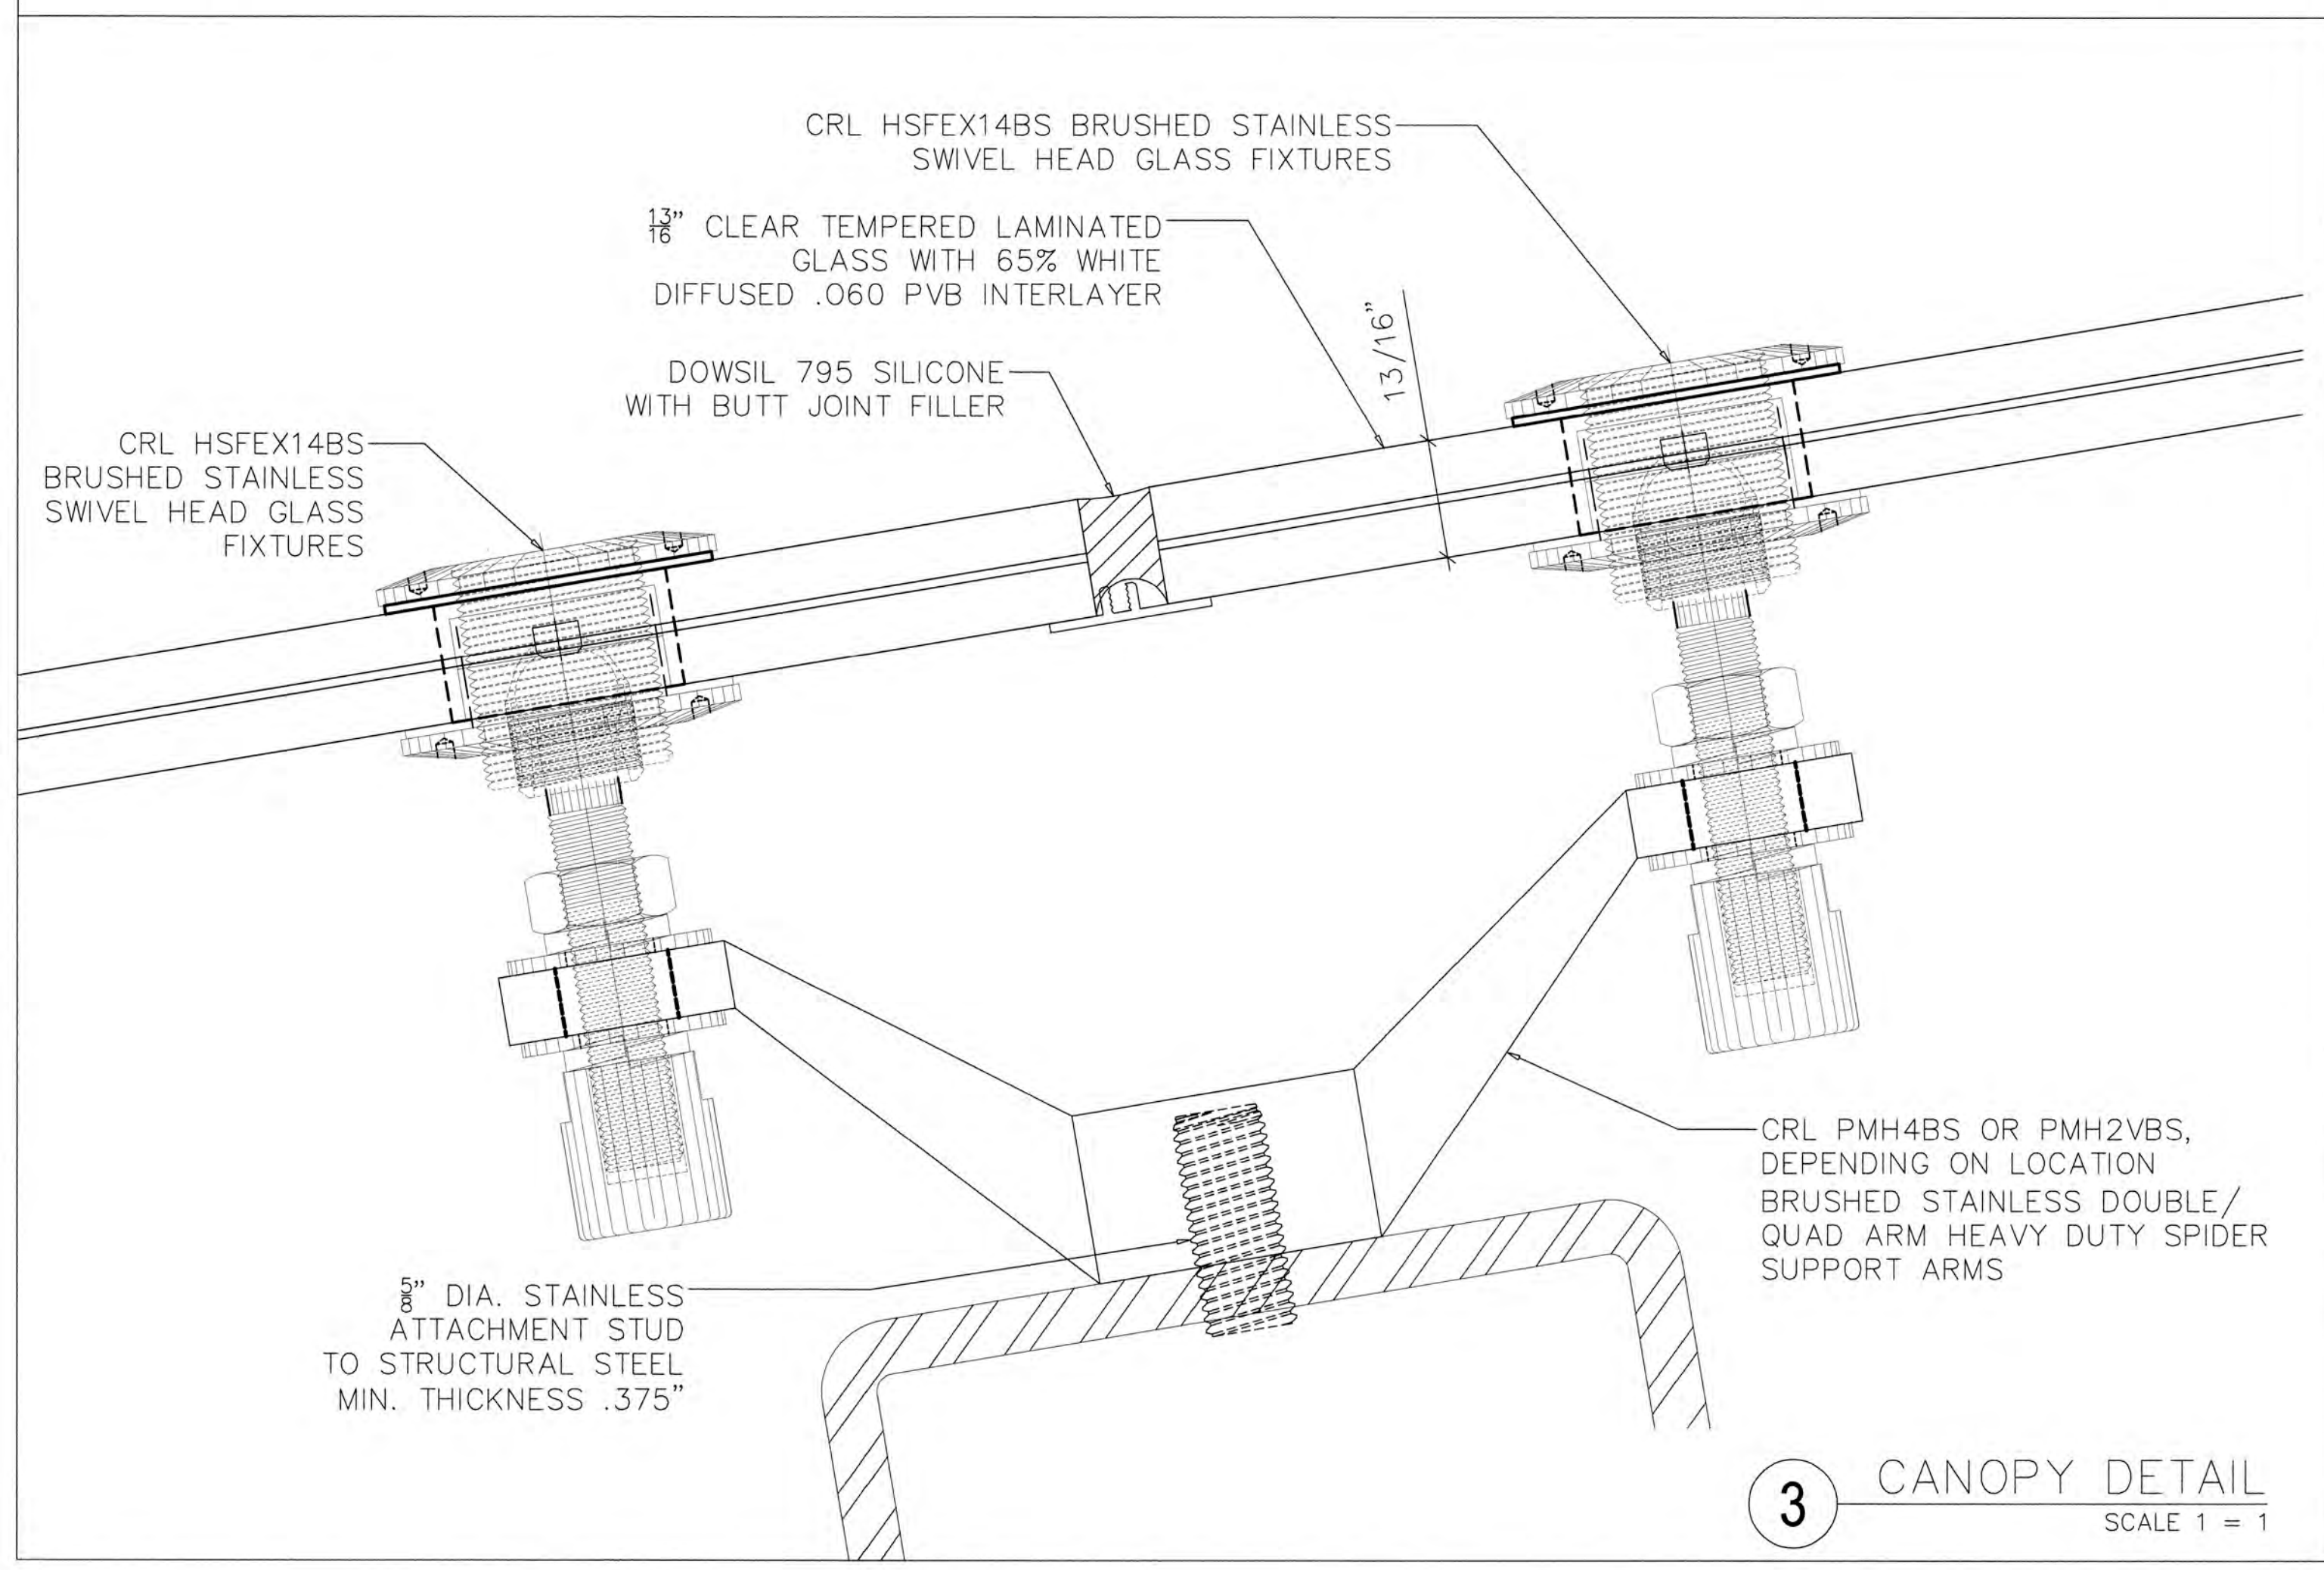 CRL HSFEX14BS BRUSHED STAINLESS
SWIVEL HEAD GLASS FIXTURES
13/16" CLEAR TEMPERED LAMINATED
GLASS WITH 65% WHITE
DIFFUSED .060 PVB INTERLAYER
13/16"
DOWSIL 795 SILICONE
WITH BUTT JOINT FILLER
CRL HSFEX14BS
BRUSHED STAINLESS
SWIVEL HEAD GLASS
FIXTURES
CRL PMH4BS OR PMH2VBS,
DEPENDING ON LOCATION
BRUSHED STAINLESS DOUBLE/
QUAD ARM HEAVY DUTY SPIDER
SUPPORT ARMS
5/8" DIA. STAINLESS
ATTACHMENT STUD
TO STRUCTURAL STEEL
MIN. THICKNESS .375"
3
CANOPY DETAIL
SCALE 1 = 1